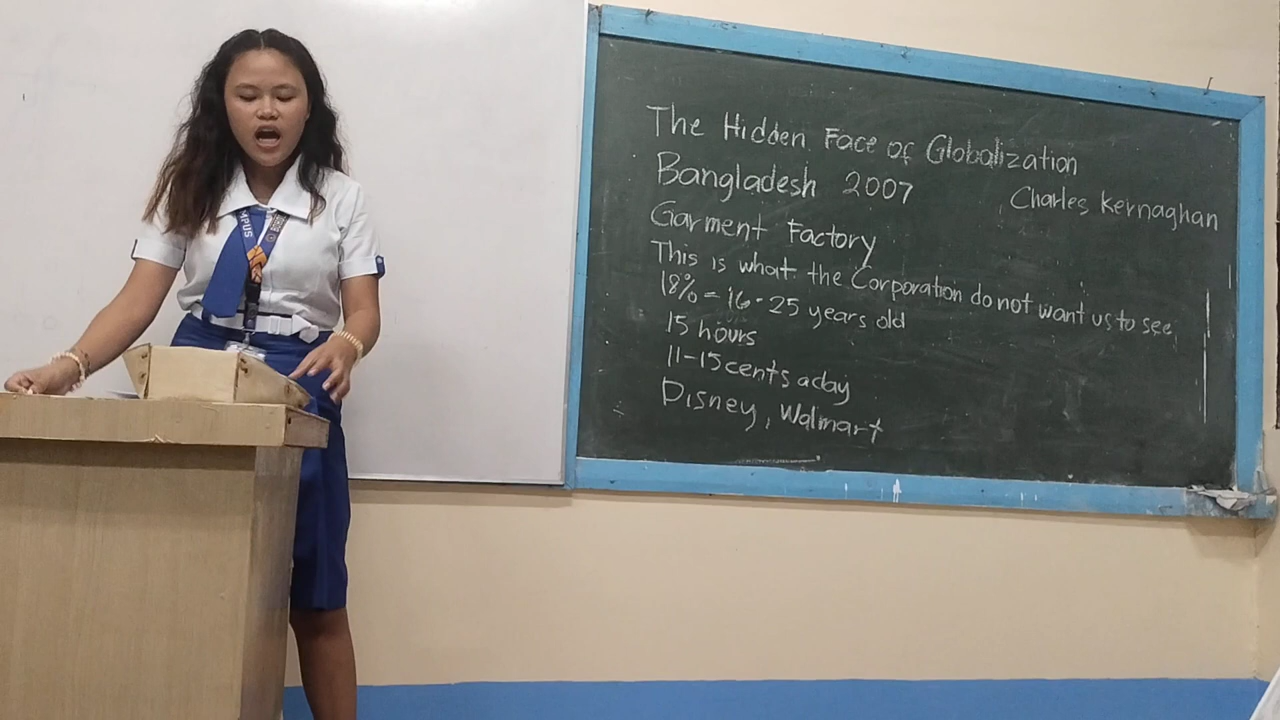 The Hidden Face of Globalization
Bangladesh 2007
Charles Kernaghan
Garment Factory
This is what the Corporation do not want us to see
18% = 16 - 25 years old
15 hours
11-15 cents a day
Disney, Walmart
MPUS